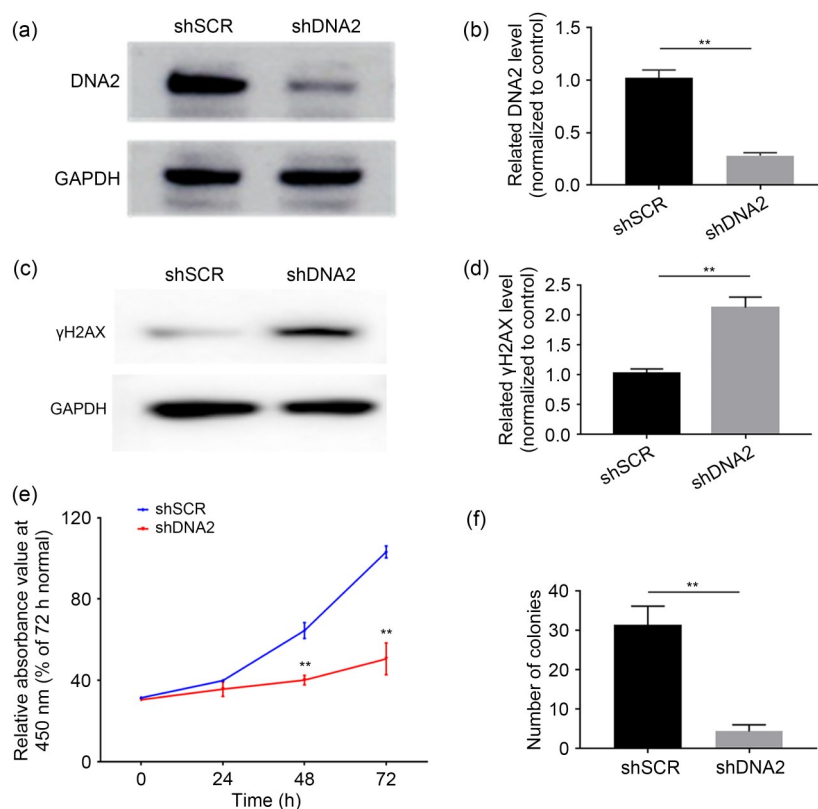 (a)
shSCR shDNA2
DNA2
GAPDH
(b)
Related DNA2 level
(normalized to control)
**
1.5
1.0
0.5
0.0
shSCR
shDNA2
(c)
shSCR shDNA2
γH2AX
GAPDH
(d)
Related γH2AX level
(normalized to control)
**
2.5
2.0
1.5
1.0
0.5
0.0
shSCR
shDNA2
(e)
shSCR
shDNA2
Relative absorbance value at
450 nm (% of 72 h normal)
120
80
40
0
**
**
0 24 48 72
Time (h)
(f)
Number of colonies
**
40
30
20
10
0
shSCR shDNA2